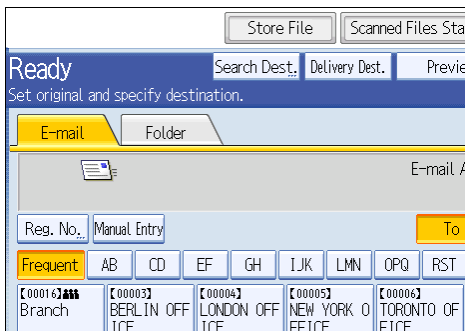 Store File Scanned Files Sta
Ready Search Dest. Delivery Dest. Previe
Set original and specify destination.
E-mail Folder
E-mail A
Reg. No. Manual Entry To
Frequent AB CD EF GH IJK LMN OPQ RST
[00016] [00003] [00004] [00005] [00006]
Branch BERLIN OFF LONDON OFF NEW YORK O TORONTO OF
ICE ICE FFICE FICE